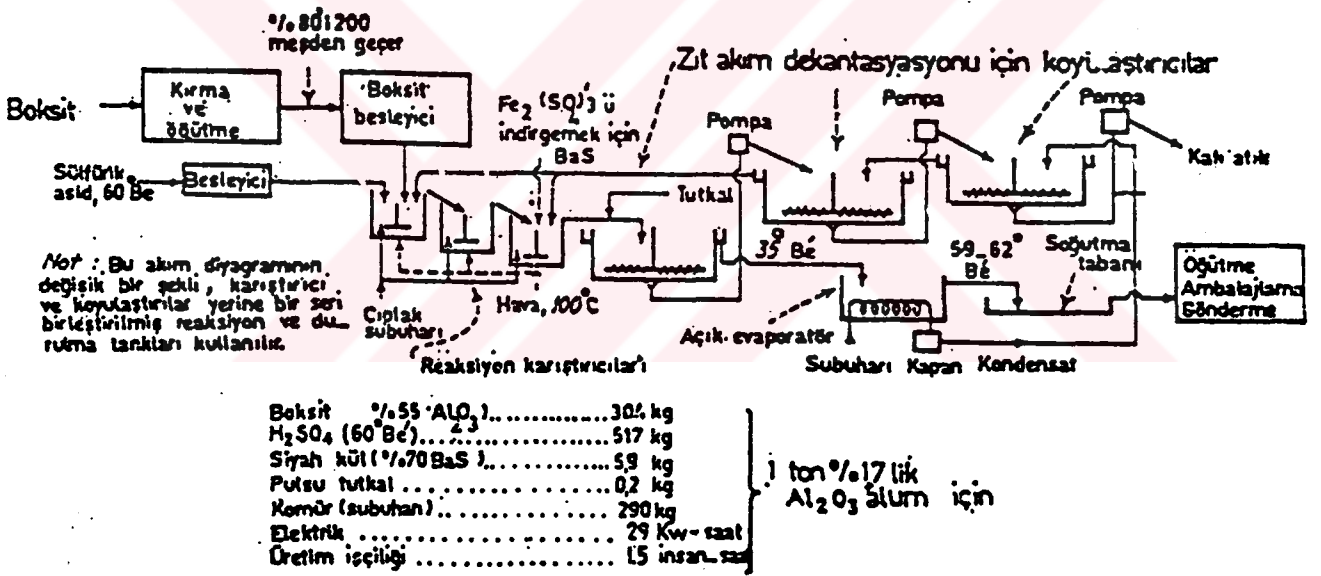 %80i200
meşden geçer
Boksit
Kırma
ve
öğütme
Boksit
besleyici
Fe2(SO4)3 ü
indirgemek için
BaS
Zıt akım dekantasyasyonu için koyulaştırıcılar
Pompa
Pompa
Pompa
Katı atık
Sülfürik
asid, 60 Be
Besleyici
Tutkal
35° Bé
59-62°
Bé
Soğutma
tabanı
Öğütme
Ambalajlama
Gönderme
Not : Bu akım diyagramının
değişik bir şekli, karıştırıcı
ve koyulaştırılar yerine bir seri
birleştirilmiş reaksiyon ve du-
rutma tankları kullanılır.
Çıplak
subuharı
Hava, 100°C
Reaksiyon karıştırıcıları
Açık evaporatör
Subuharı Kapan Kondensat
Boksit %55 Al2O3)............304 kg
H2SO4 (60°Bé)..................517 kg
Siyah kül (%70 BaS)............5,9 kg
Pulsu tutkal ..................0,2 kg
Komür (subuharı)...............290 kg
Elektrik ......................29 Kw-saat
Üretim işçiliği ...............1,5 insan-saat
1 ton %17 lik
Al2O3 alum için